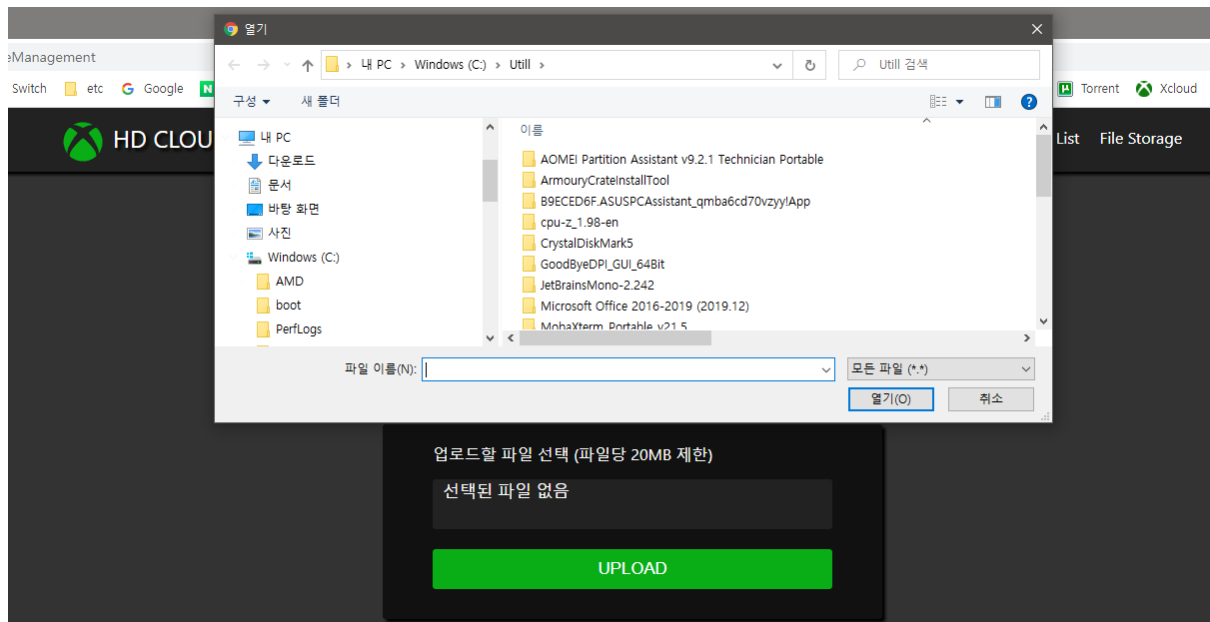 열기
eManagement
내 PC > Windows (C:) > Utill >
Utill 검색
Switch etc Google N
Torrent Xcloud
구성 새 폴더
HD CLOU
List File Storage
내 PC
다운로드
문서
바탕 화면
사진
Windows (C:)
AMD
boot
PerfLogs
이름
AOMEI Partition Assistant v9.2.1 Technician Portable
ArmouryCrateInstallTool
B9ECED6F.ASUSPCAssistant_qmba6cd70vzyy!App
cpu-z_1.98-en
CrystalDiskMark5
GoodByeDPI_GUI_64Bit
JetBrainsMono-2.242
Microsoft Office 2016-2019 (2019.12)
MobaXterm_Portable_v21.5
파일 이름(N):
모든 파일 (*.*)
열기(O) 취소
업로드할 파일 선택 (파일당 20MB 제한)
선택된 파일 없음
UPLOAD